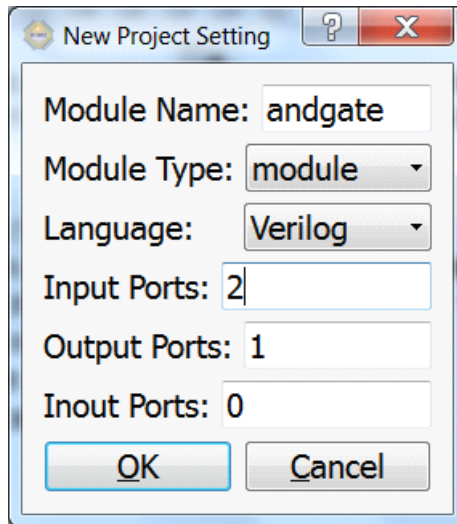 New Project Setting
Module Name: andgate
Module Type: module
Language: Verilog
Input Ports: 2
Output Ports: 1
Inout Ports: 0
OK Cancel